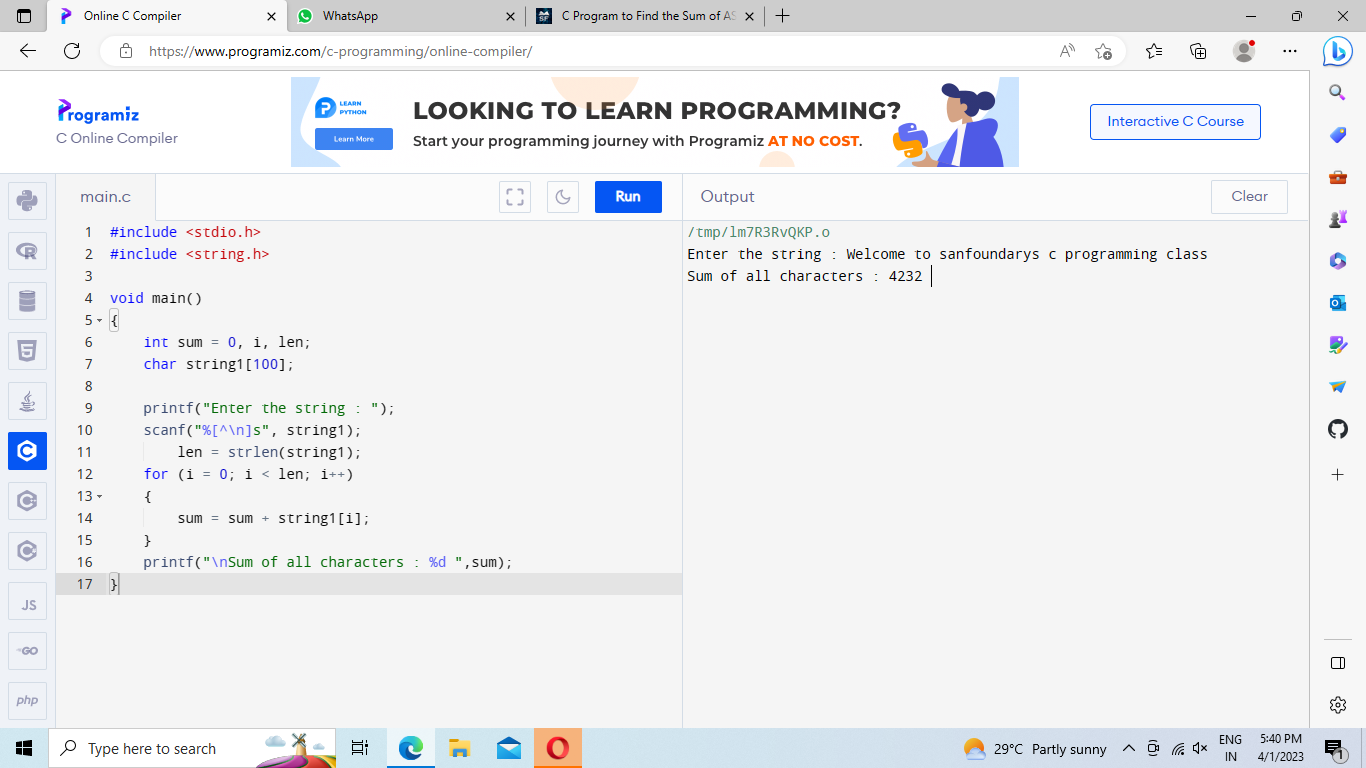 Online C Compiler
WhatsApp
C Program to Find the Sum of AS
https://www.programiz.com/c-programming/online-compiler/
Programiz
C Online Compiler
LEARN
PYTHON
Learn More
LOOKING TO LEARN PROGRAMMING?
Start your programming journey with Programiz AT NO COST.
Interactive C Course
main.c
Run
Output
Clear
1 #include <stdio.h>
2 #include <string.h>
3
4 void main()
5 {
6     int sum = 0, i, len;
7     char string1[100];
8
9     printf("Enter the string : ");
10     scanf("%[^\n]s", string1);
11         len = strlen(string1);
12     for (i = 0; i < len; i++)
13     {
14         sum = sum + string1[i];
15     }
16     printf("\nSum of all characters : %d ",sum);
17 }
/tmp/lm7R3RvQKP.o
Enter the string : Welcome to sanfoundarys c programming class
Sum of all characters : 4232
JS
GO
php
Type here to search
29°C Partly sunny
ENG
IN
5:40 PM
4/1/2023
1